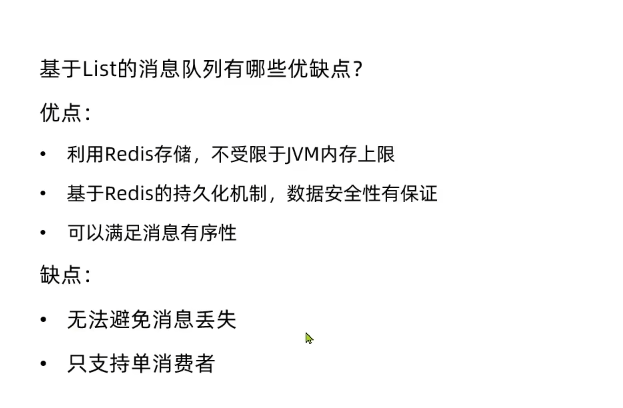 基于List的消息队列有哪些优缺点？
优点：
• 利用Redis存储，不受限于JVM内存上限
• 基于Redis的持久化机制，数据安全性有保证
• 可以满足消息有序性
缺点：
• 无法避免消息丢失
• 只支持单消费者